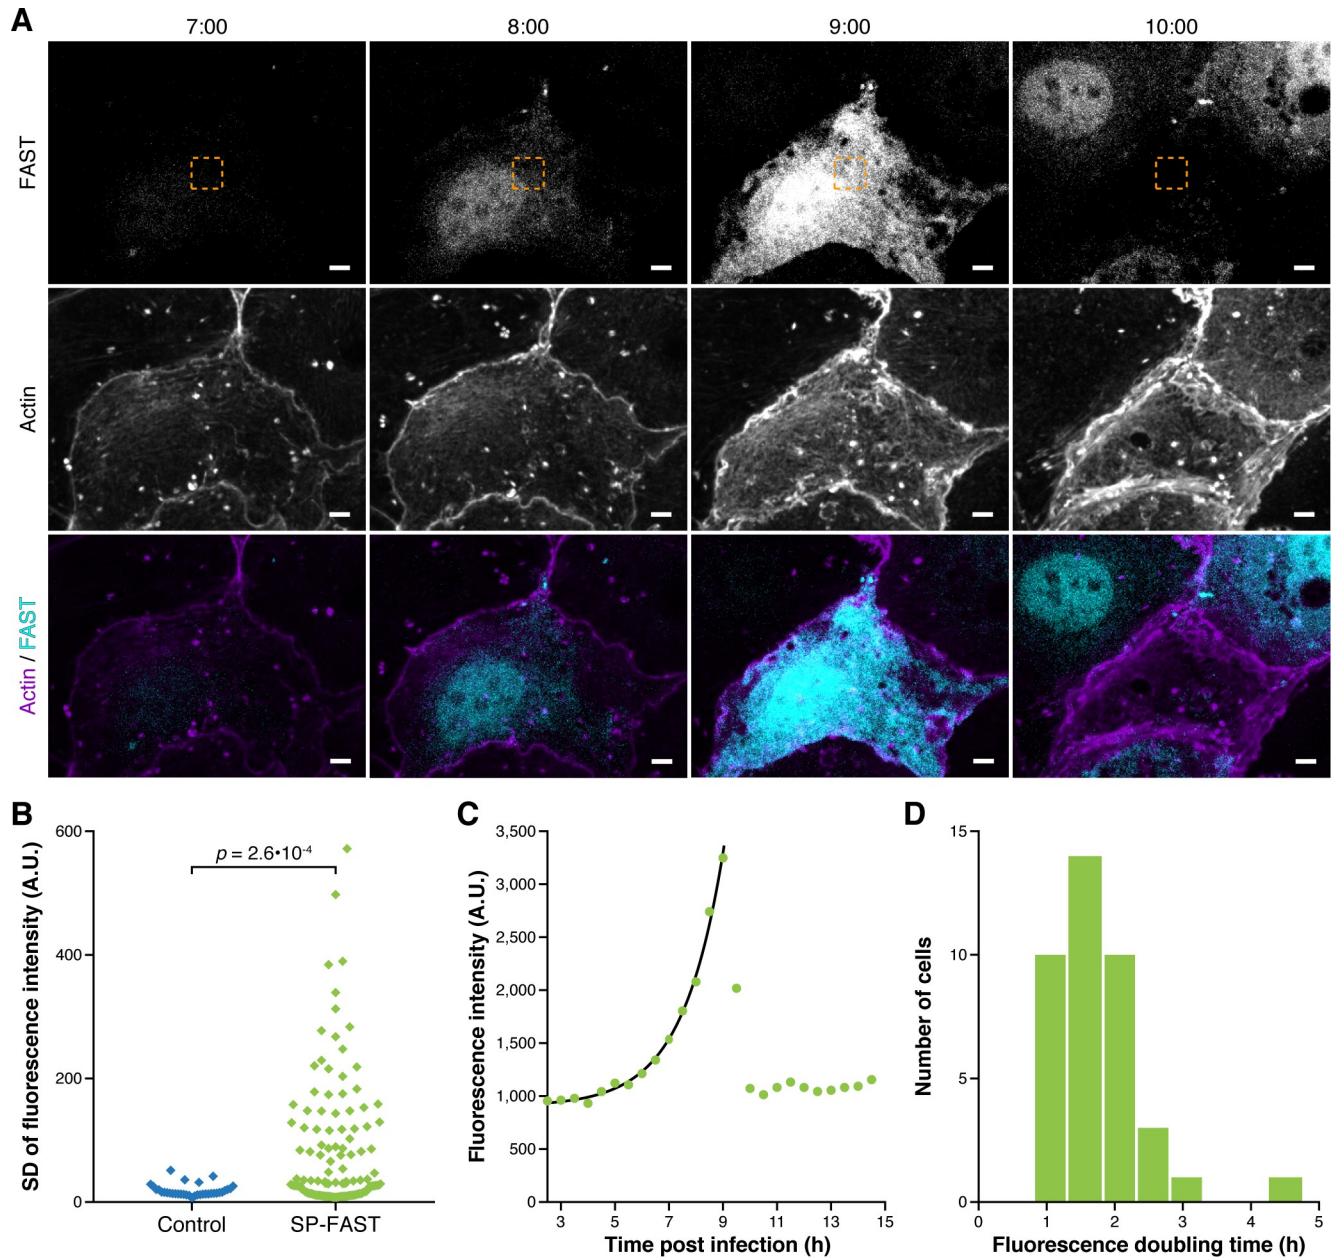 A
7:00 8:00 9:00 10:00
FAST
Actin
Actin / FAST
B
SD of fluorescence intensity (A.U.)
600
400
200
0
p = 2.6•10-4
Control SP-FAST
C
Fluorescence intensity (A.U.)
3,500
3,000
2,500
2,000
1,500
1,000
500
0
3 5 7 9 11 13 15
Time post infection (h)
D
Number of cells
15
10
5
0
0 1 2 3 4 5
Fluorescence doubling time (h)